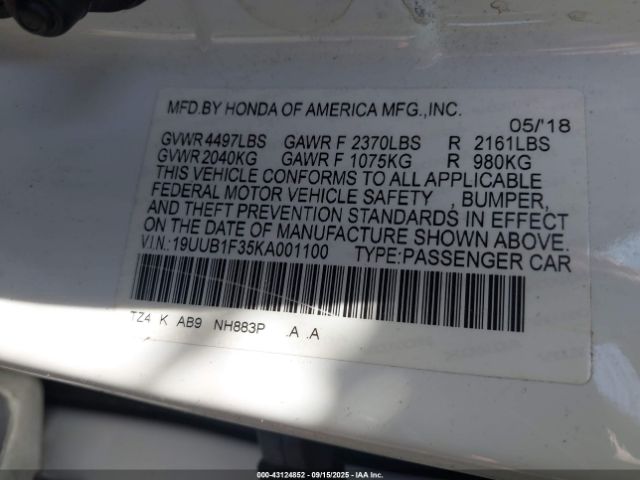 MFD.BY HONDA OF AMERICA MFG.,INC.
05/'18
GVWR 4497LBS GAWR F 2370LBS R 2161LBS
GVWR 2040KG GAWR F 1075KG R 980KG
THIS VEHICLE CONFORMS TO ALL APPLICABLE
FEDERAL MOTOR VEHICLE SAFETY , BUMPER,
AND THEFT PREVENTION STANDARDS IN EFFECT
ON THE DATE OF MANUFACTURE SHOWN ABOVE.
V.I.N.:19UUB1F35KA001100 TYPE:PASSENGER CAR
TZ4 K AB9 NH883P .A .A
000-43124852 09/15/2025 IAA